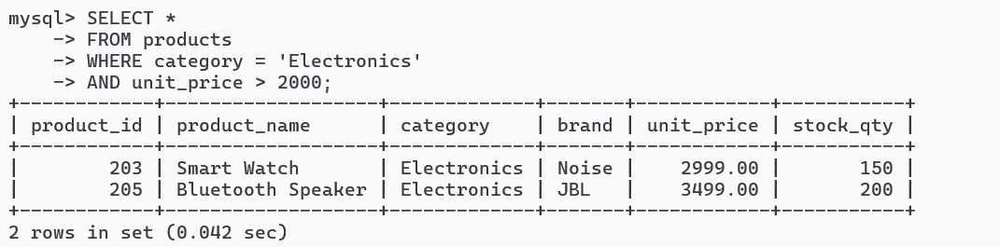 mysql> SELECT *
    -> FROM products
    -> WHERE category = 'Electronics'
    -> AND unit_price > 2000;
+------------+-------------------+-------------+-------+------------+-----------+
| product_id | product_name      | category    | brand | unit_price | stock_qty |
+------------+-------------------+-------------+-------+------------+-----------+
|        203 | Smart Watch       | Electronics | Noise |    2999.00 |       150 |
|        205 | Bluetooth Speaker | Electronics | JBL   |    3499.00 |       200 |
+------------+-------------------+-------------+-------+------------+-----------+
2 rows in set (0.042 sec)